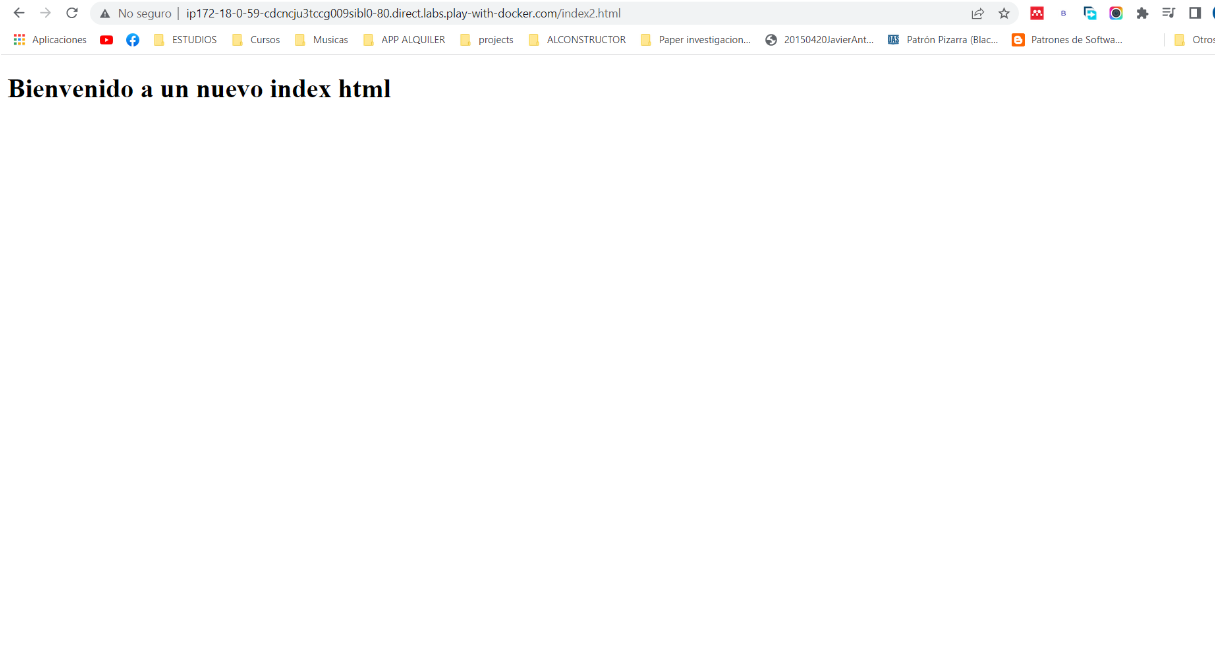 No seguro | ip172-18-0-59-cdcncju3tccg009sibl0-80.direct.labs.play-with-docker.com/index2.html
Aplicaciones ESTUDIOS Cursos Musicas APP ALQUILER projects ALCONSTRUCTOR Paper investigacion... 20150420JavierAnt... Patrón Pizarra (Blac... Patrones de Softwa... Otros
Bienvenido a un nuevo index html